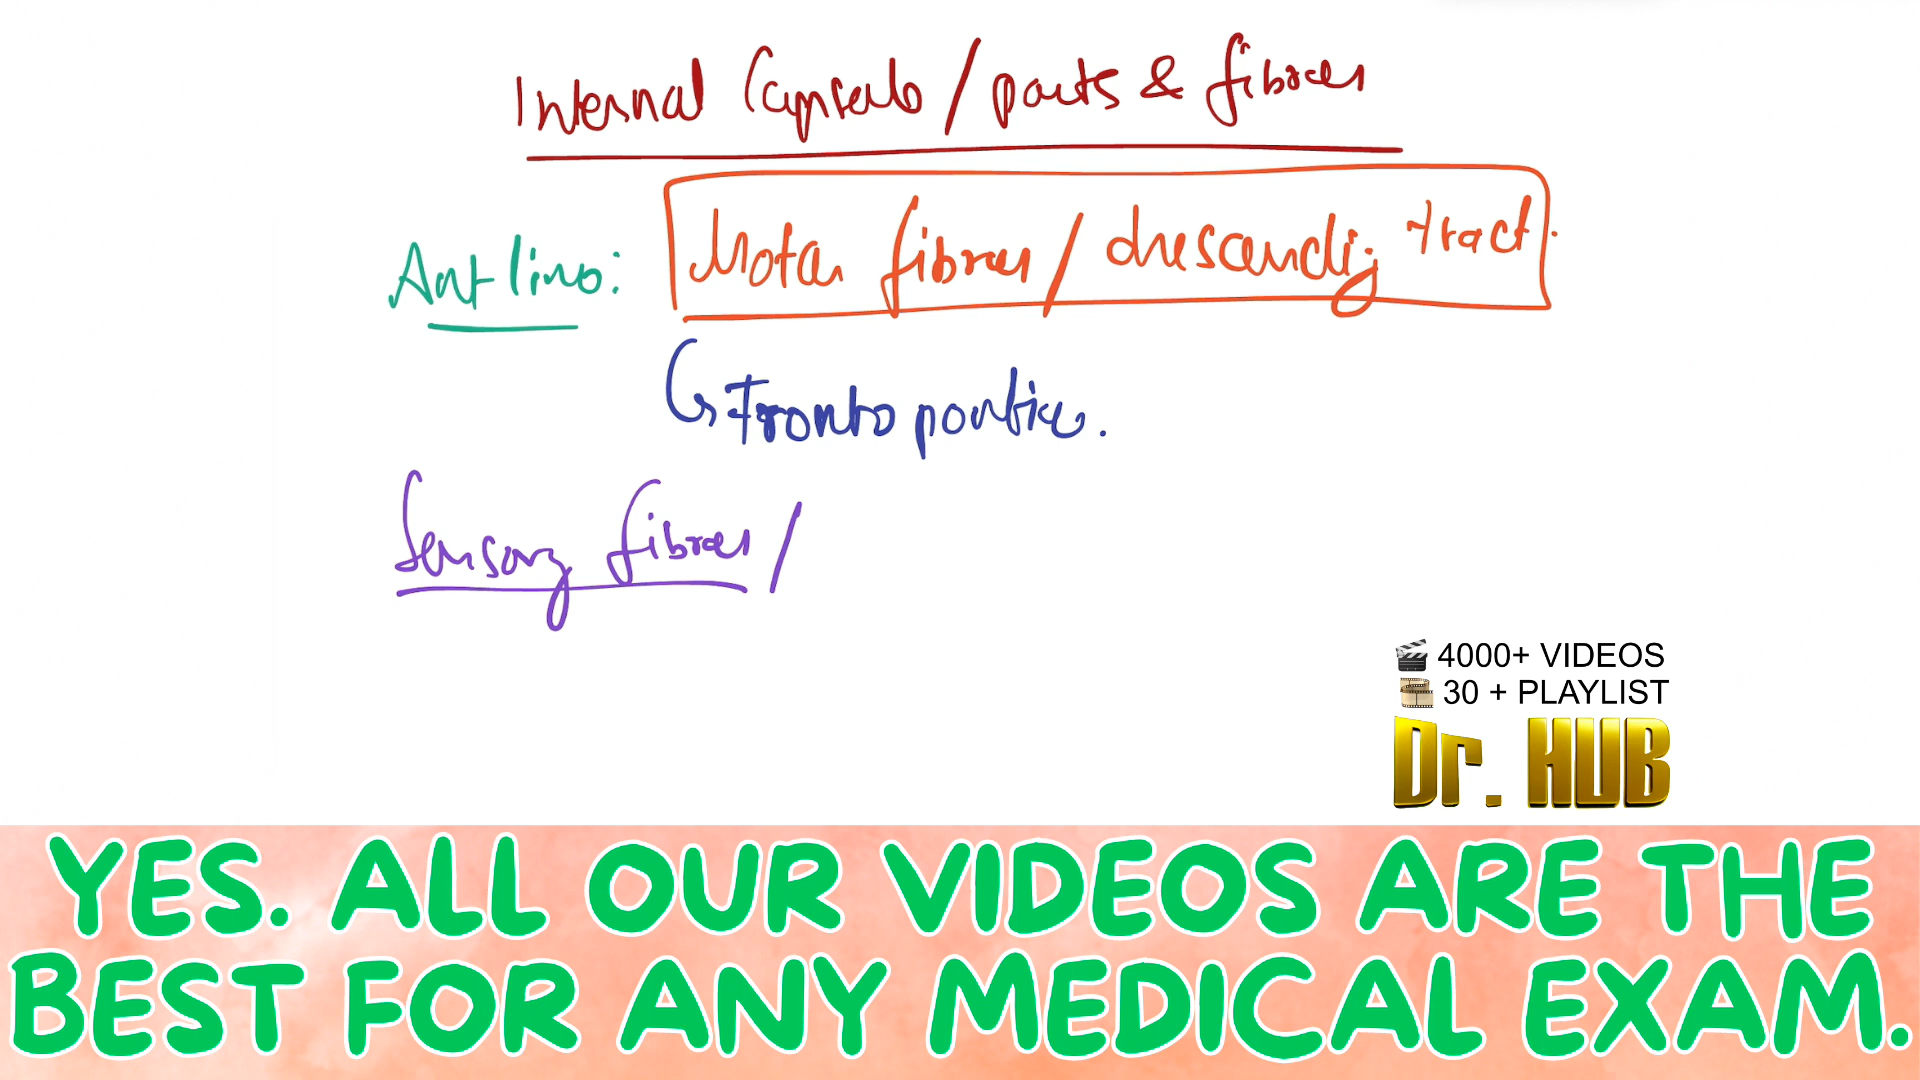 Internal Capsule / parts & fibres
Ant limb: Motor fibres / descending tract.
Fronto pontine.
Sensory fibres /
4000+ VIDEOS
30 + PLAYLIST
Dr. HUB
YES. ALL OUR VIDEOS ARE THE
BEST FOR ANY MEDICAL EXAM.